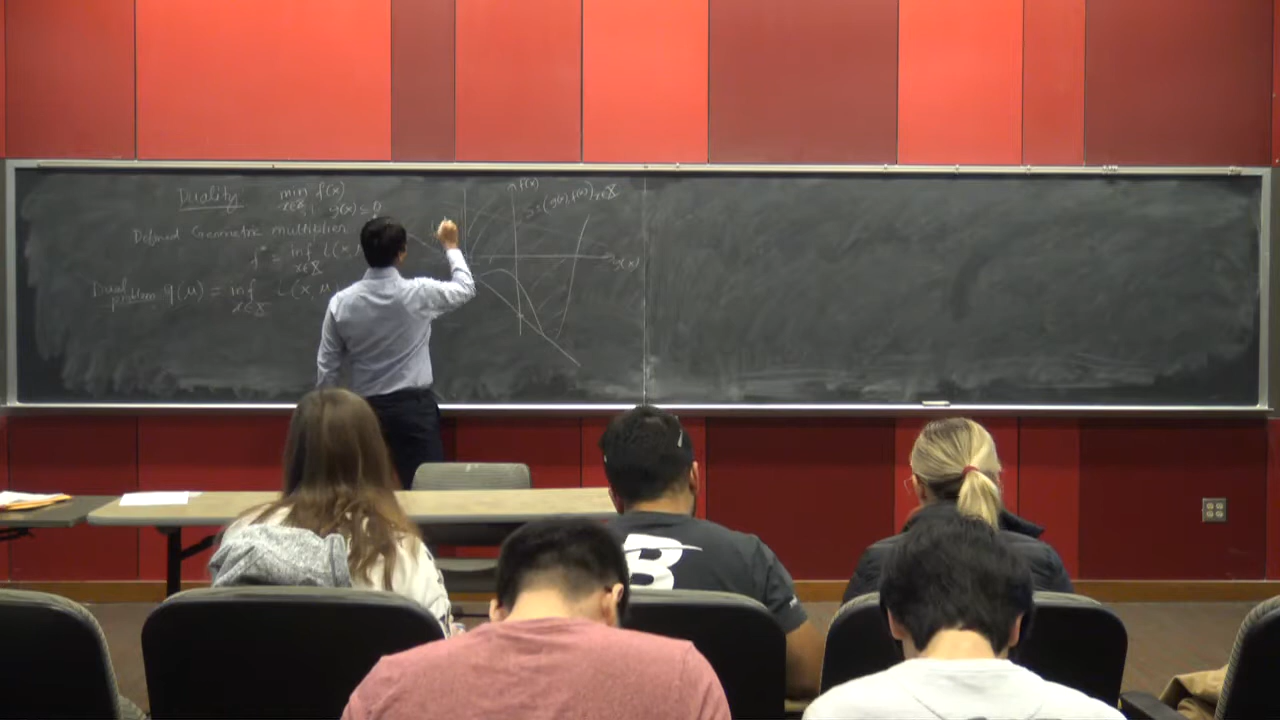 Duality min f(x)
x∈X
s.t. g(x) ≤ 0
Defined Geometric multiplier
f* = inf L(x, μ
x∈X
Dual problem q(μ) = inf L(x, μ)
x∈X
f(x)
S = (g(x), f(x)) x∈X
g(x)
B